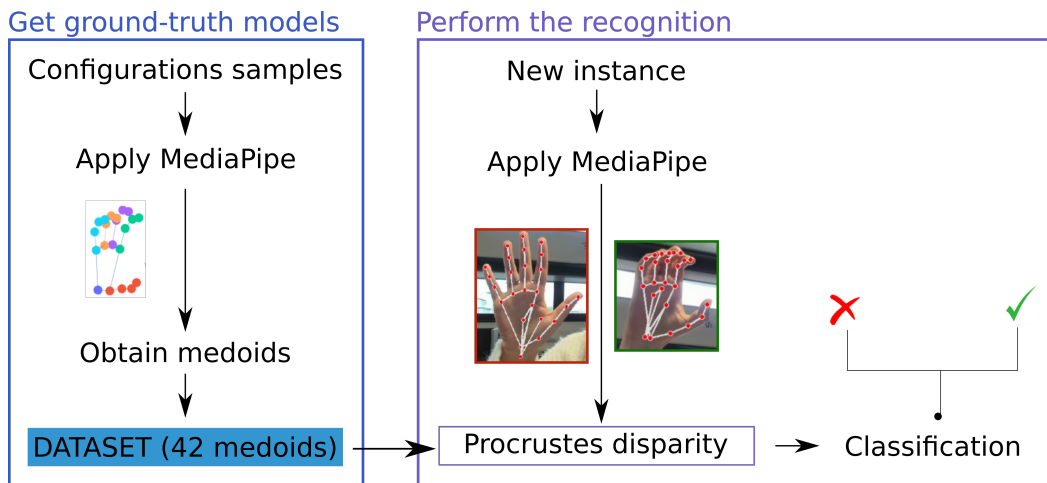 Get ground-truth models
Configurations samples
Apply MediaPipe
Obtain medoids
DATASET (42 medoids)
Perform the recognition
New instance
Apply MediaPipe
Procrustes disparity
Classification